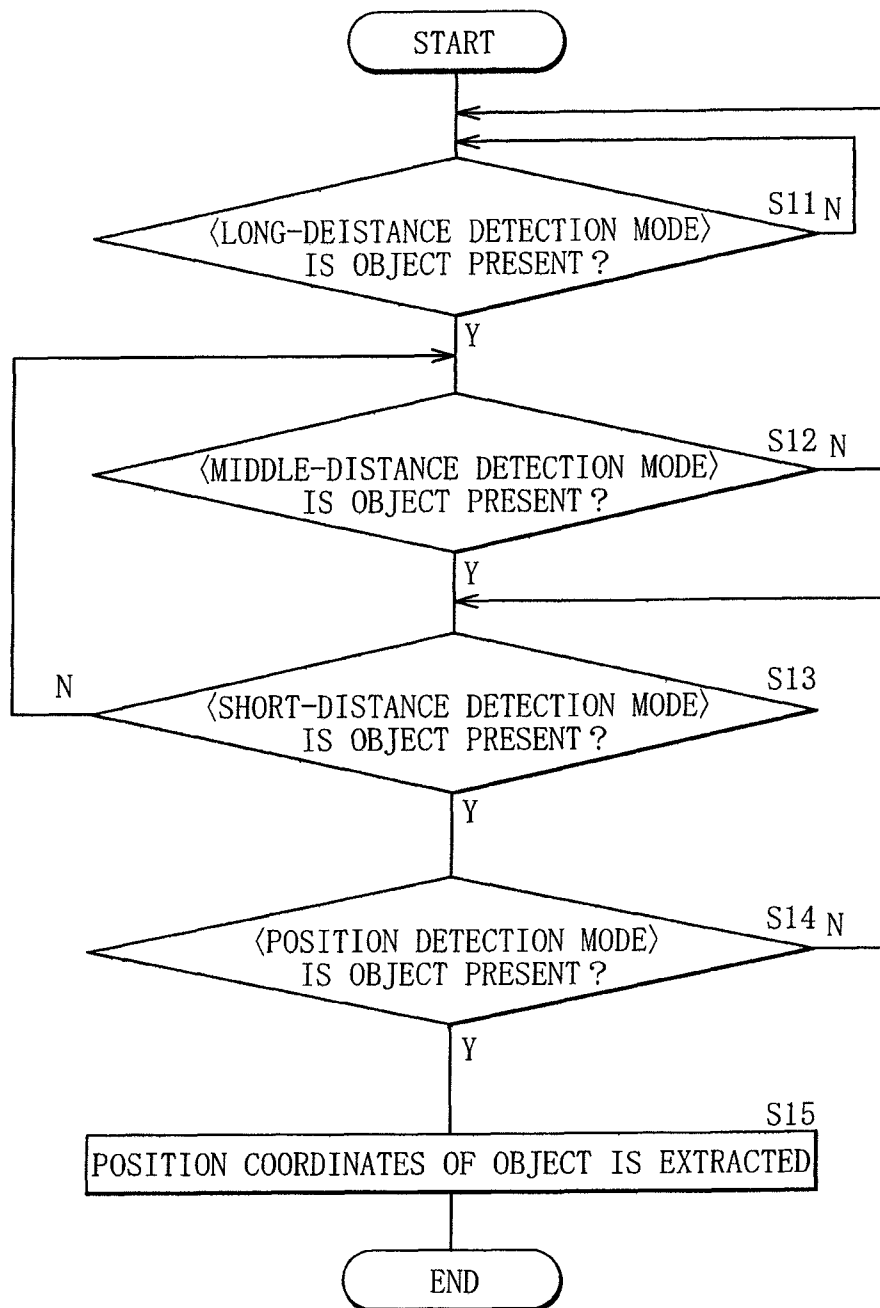 START
S11 N
〈LONG-DEISTANCE DETECTION MODE〉
IS OBJECT PRESENT?
Y
S12 N
〈MIDDLE-DISTANCE DETECTION MODE〉
IS OBJECT PRESENT?
Y
N
S13
〈SHORT-DISTANCE DETECTION MODE〉
IS OBJECT PRESENT?
Y
S14 N
〈POSITION DETECTION MODE〉
IS OBJECT PRESENT?
Y
S15
POSITION COORDINATES OF OBJECT IS EXTRACTED
END